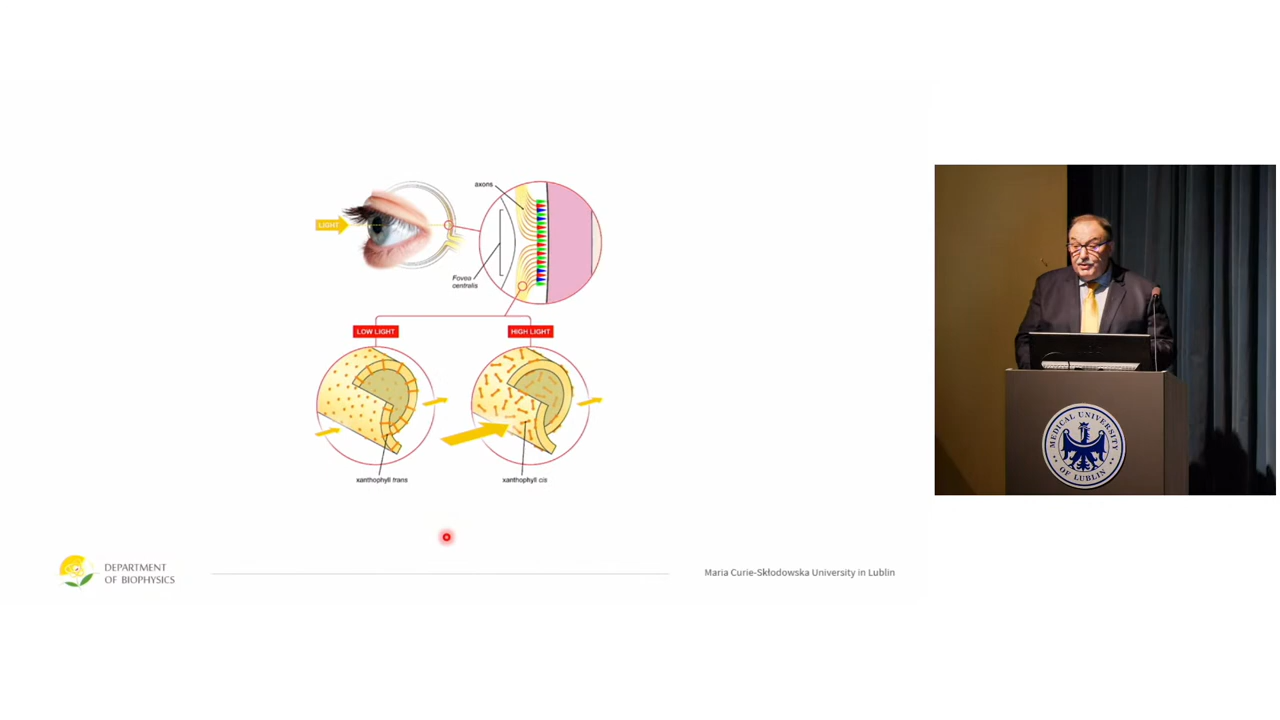 axons
LIGHT
Fovea
centralis
LOW LIGHT
HIGH LIGHT
xanthophyll trans
xanthophyll cis
DEPARTMENT
OF BIOPHYSICS
Maria Curie-Skłodowska University in Lublin
MEDICAL UNIVERSITY
OF LUBLIN